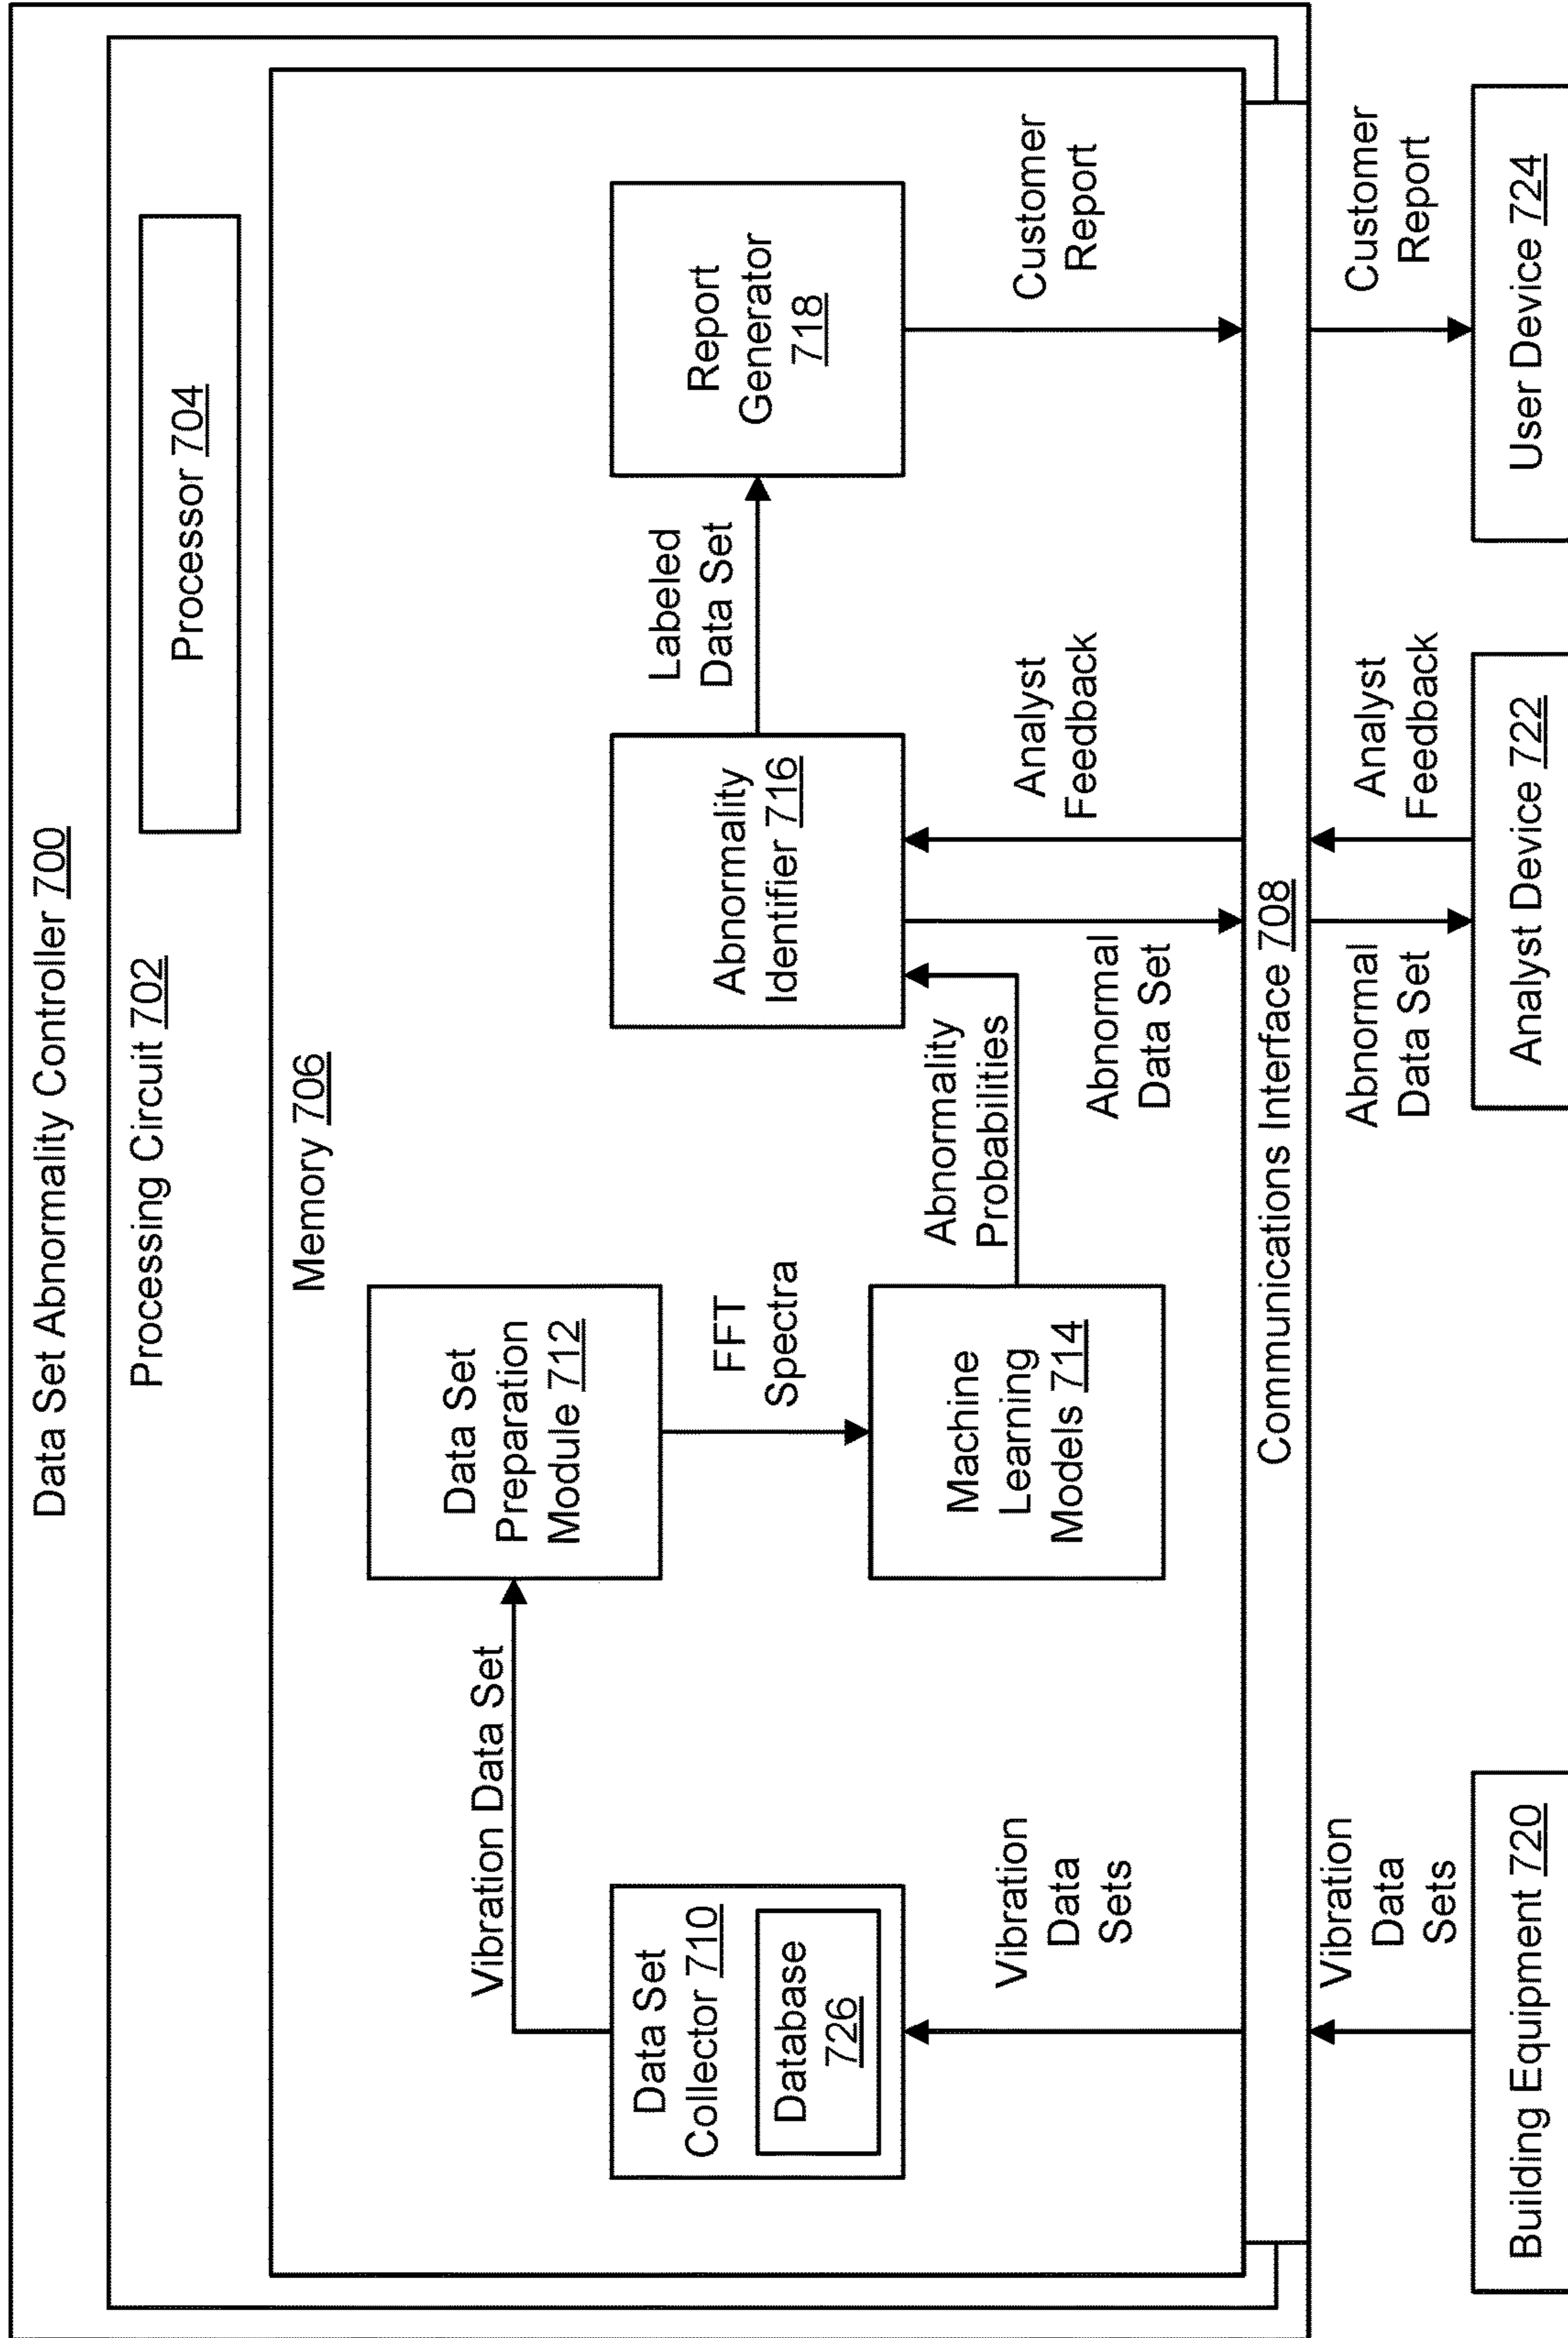 Data Set Abnormality Controller 700
Processing Circuit 702
Processor 704
Memory 706
Data Set
Preparation
Module 712
Vibration Data Set
FFT
Spectra
Data Set
Collector 710
Database
726
Machine
Learning
Models 714
Abnormality
Probabilities
Abnormality
Identifier 716
Labeled
Data Set
Report
Generator
718
Vibration
Data
Sets
Abnormal
Data Set
Analyst
Feedback
Customer
Report
Communications Interface 708
Vibration
Data
Sets
Abnormal
Data Set
Analyst
Feedback
Customer
Report
Building Equipment 720
Analyst Device 722
User Device 724